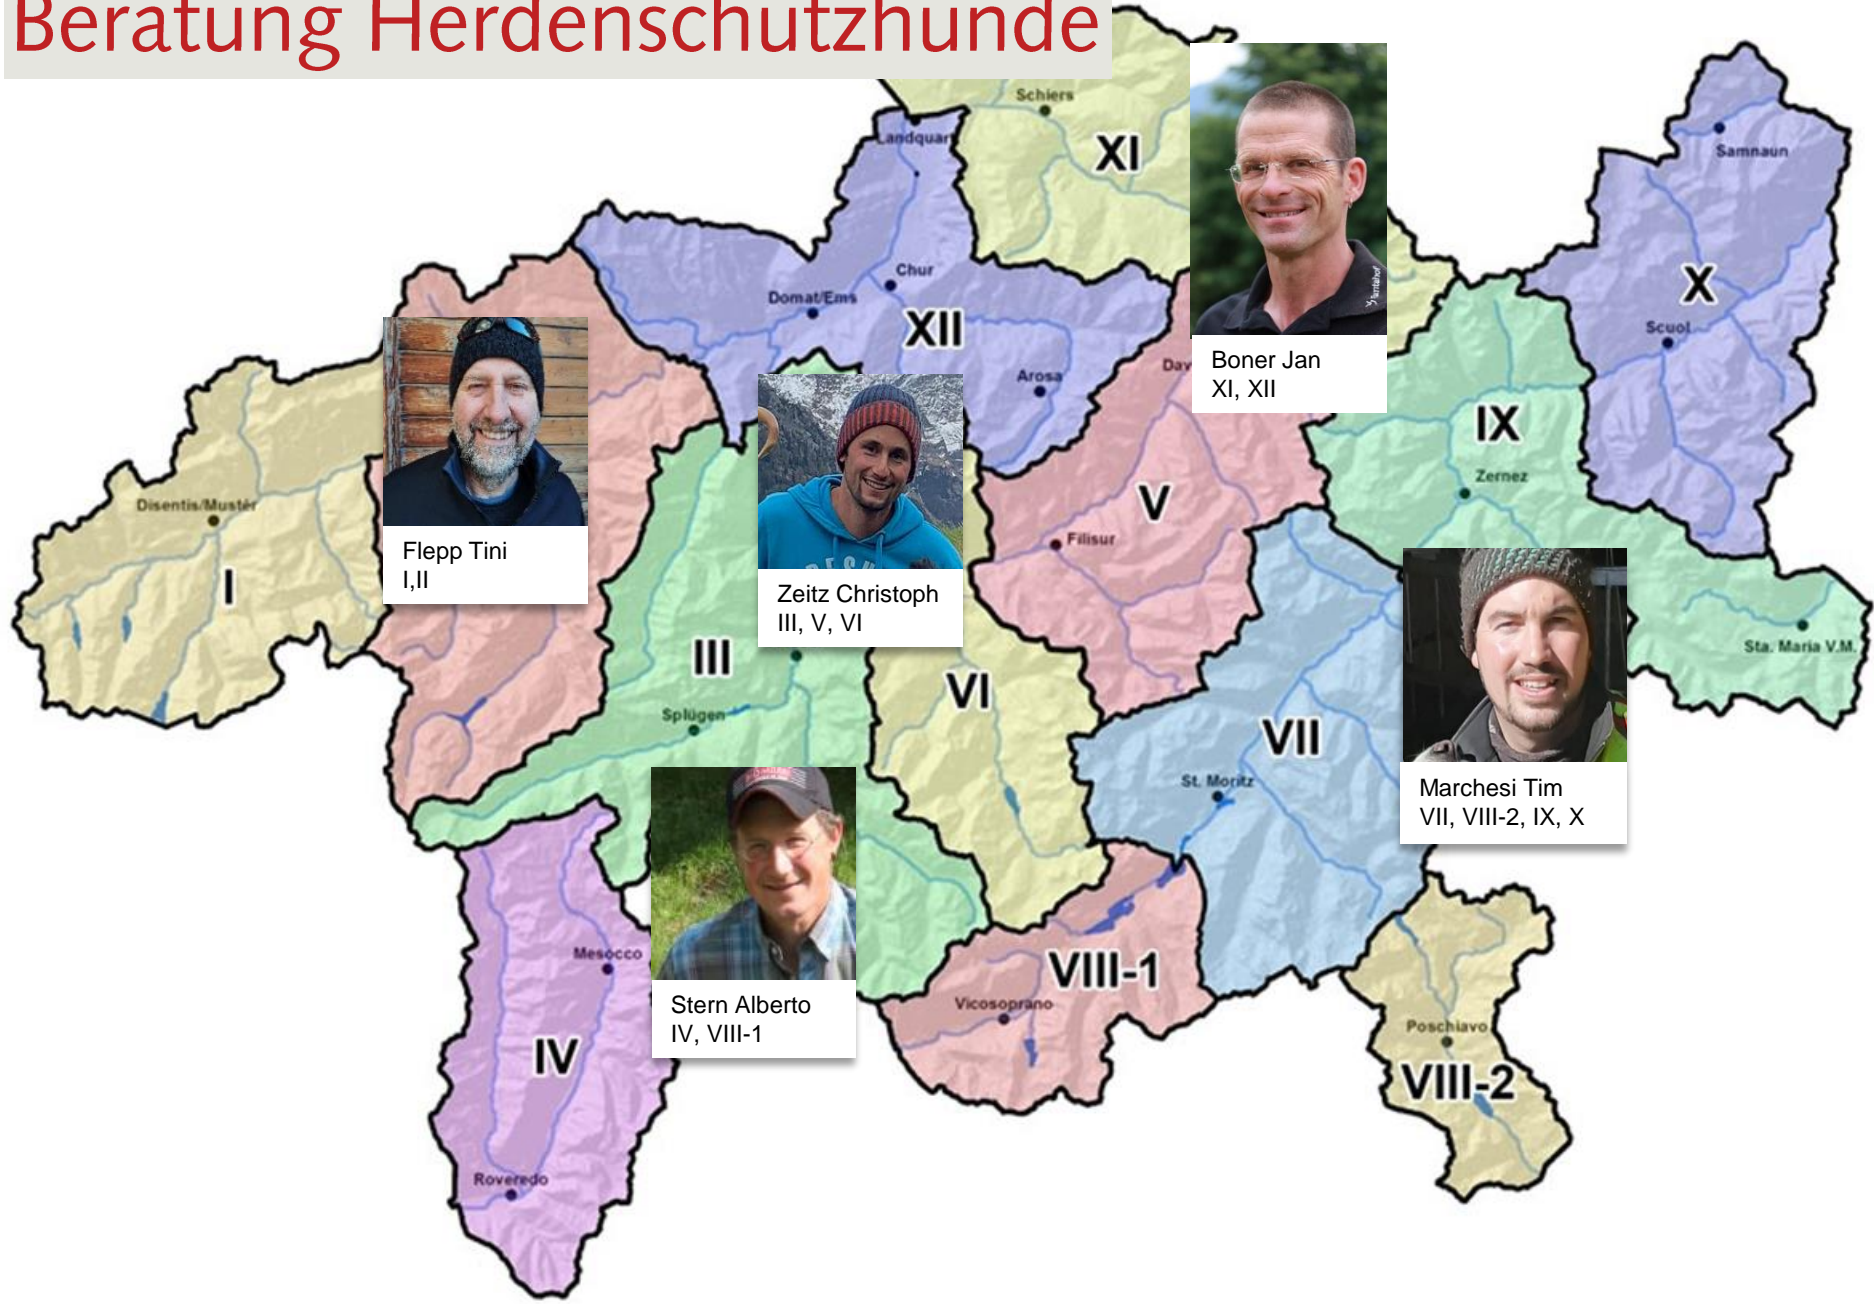 Beratung Herdenschutzhunde
Schiers
XI
Landquart
Samnaun
X
Chur
Domat/Ems
XII
Scuol
Arosa
Dav
Plantahof
Boner Jan
XI, XII
IX
Zernez
Disentis/Mustér
V
Filisur
Flepp Tini
I,II
I
Zeitz Christoph
III, V, VI
III
Sta. Maria V.M.
VI
Splügen
VII
St. Moritz
Marchesi Tim
VII, VIII-2, IX, X
Mesocco
VIII-1
Stern Alberto
IV, VIII-1
Vicosoprano
Poschiavo
IV
VIII-2
Roveredo